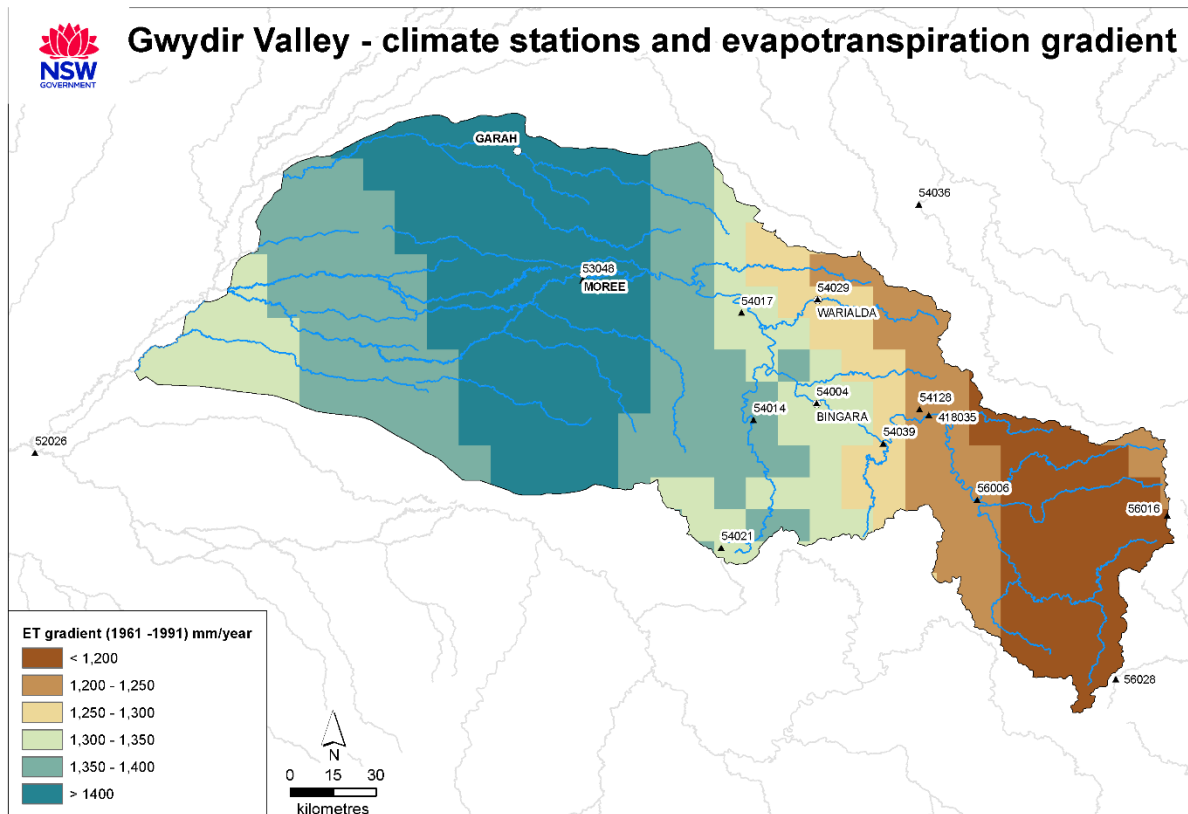 Gwydir Valley - climate stations and evapotranspiration gradient
NSW
GOVERNMENT
GARAH
54036
53048
MOREE
54017
54029
WARIALDA
54004
BINGARA
54014
54128
418035
54039
52026
56006
56016
54021
56028
ET gradient (1961 -1991) mm/year
< 1,200
1,200 - 1,250
1,250 - 1,300
1,300 - 1,350
1,350 - 1,400
> 1400
N
0 15 30
kilometres